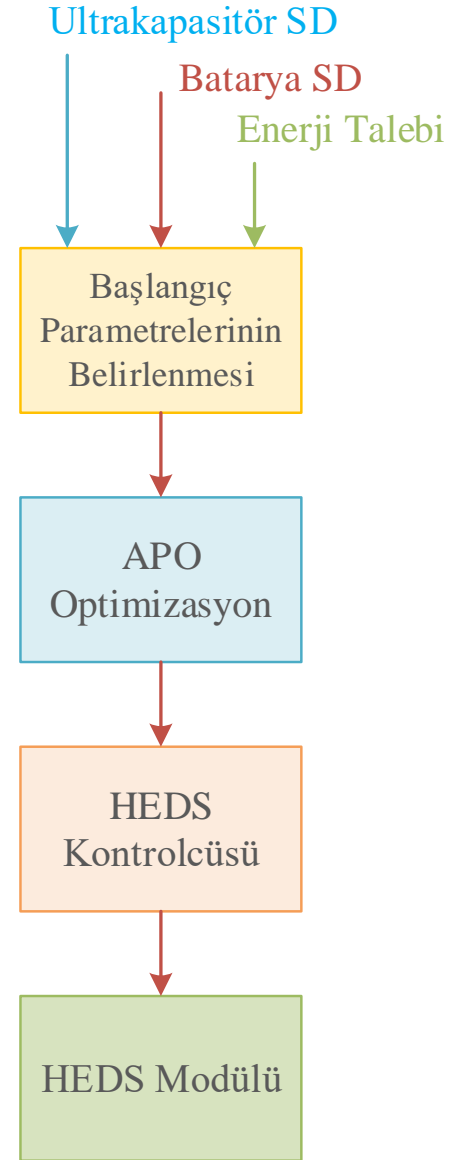 Ultrakapasitör SD
Batarya SD
Enerji Talebi
Başlangıç
Parametrelerinin
Belirlenmesi
APO
Optimizasyon
HEDS
Kontrolcüsü
HEDS Modülü